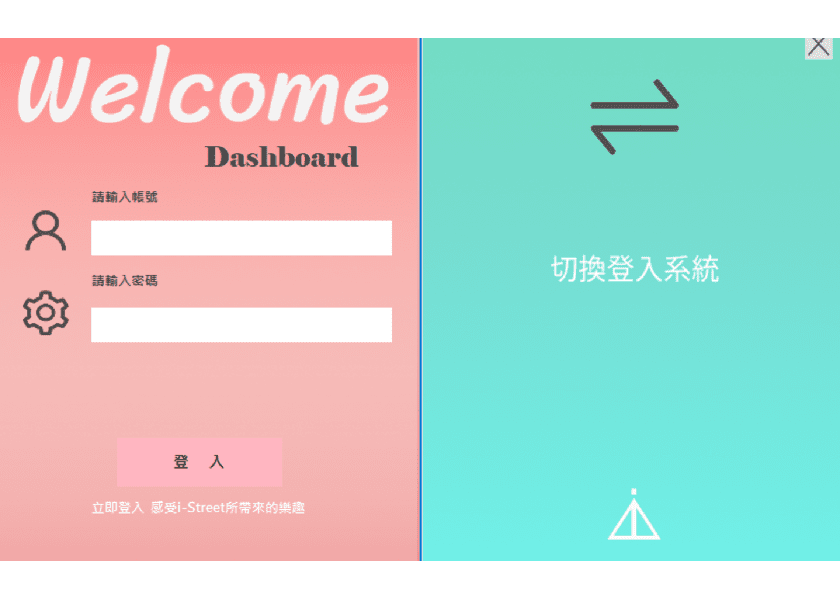 Welcome
Dashboard
請輸入帳號
請輸入密碼
登 入
立即登入 感受i-Street所帶來的樂趣
切換登入系統